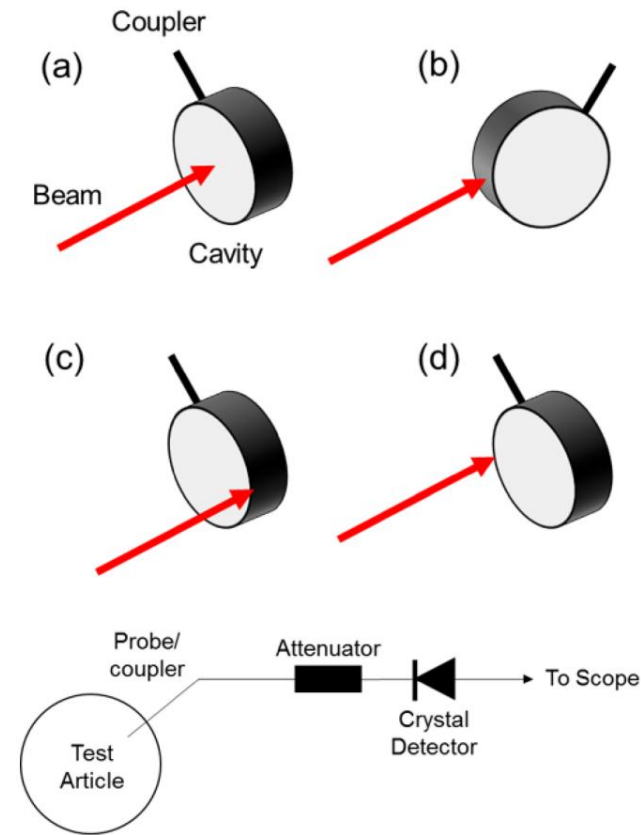 Coupler
(a)
(b)
Beam
Cavity
(c)
(d)
Probe/
coupler
Attenuator
To Scope
Crystal
Detector
Test
Article